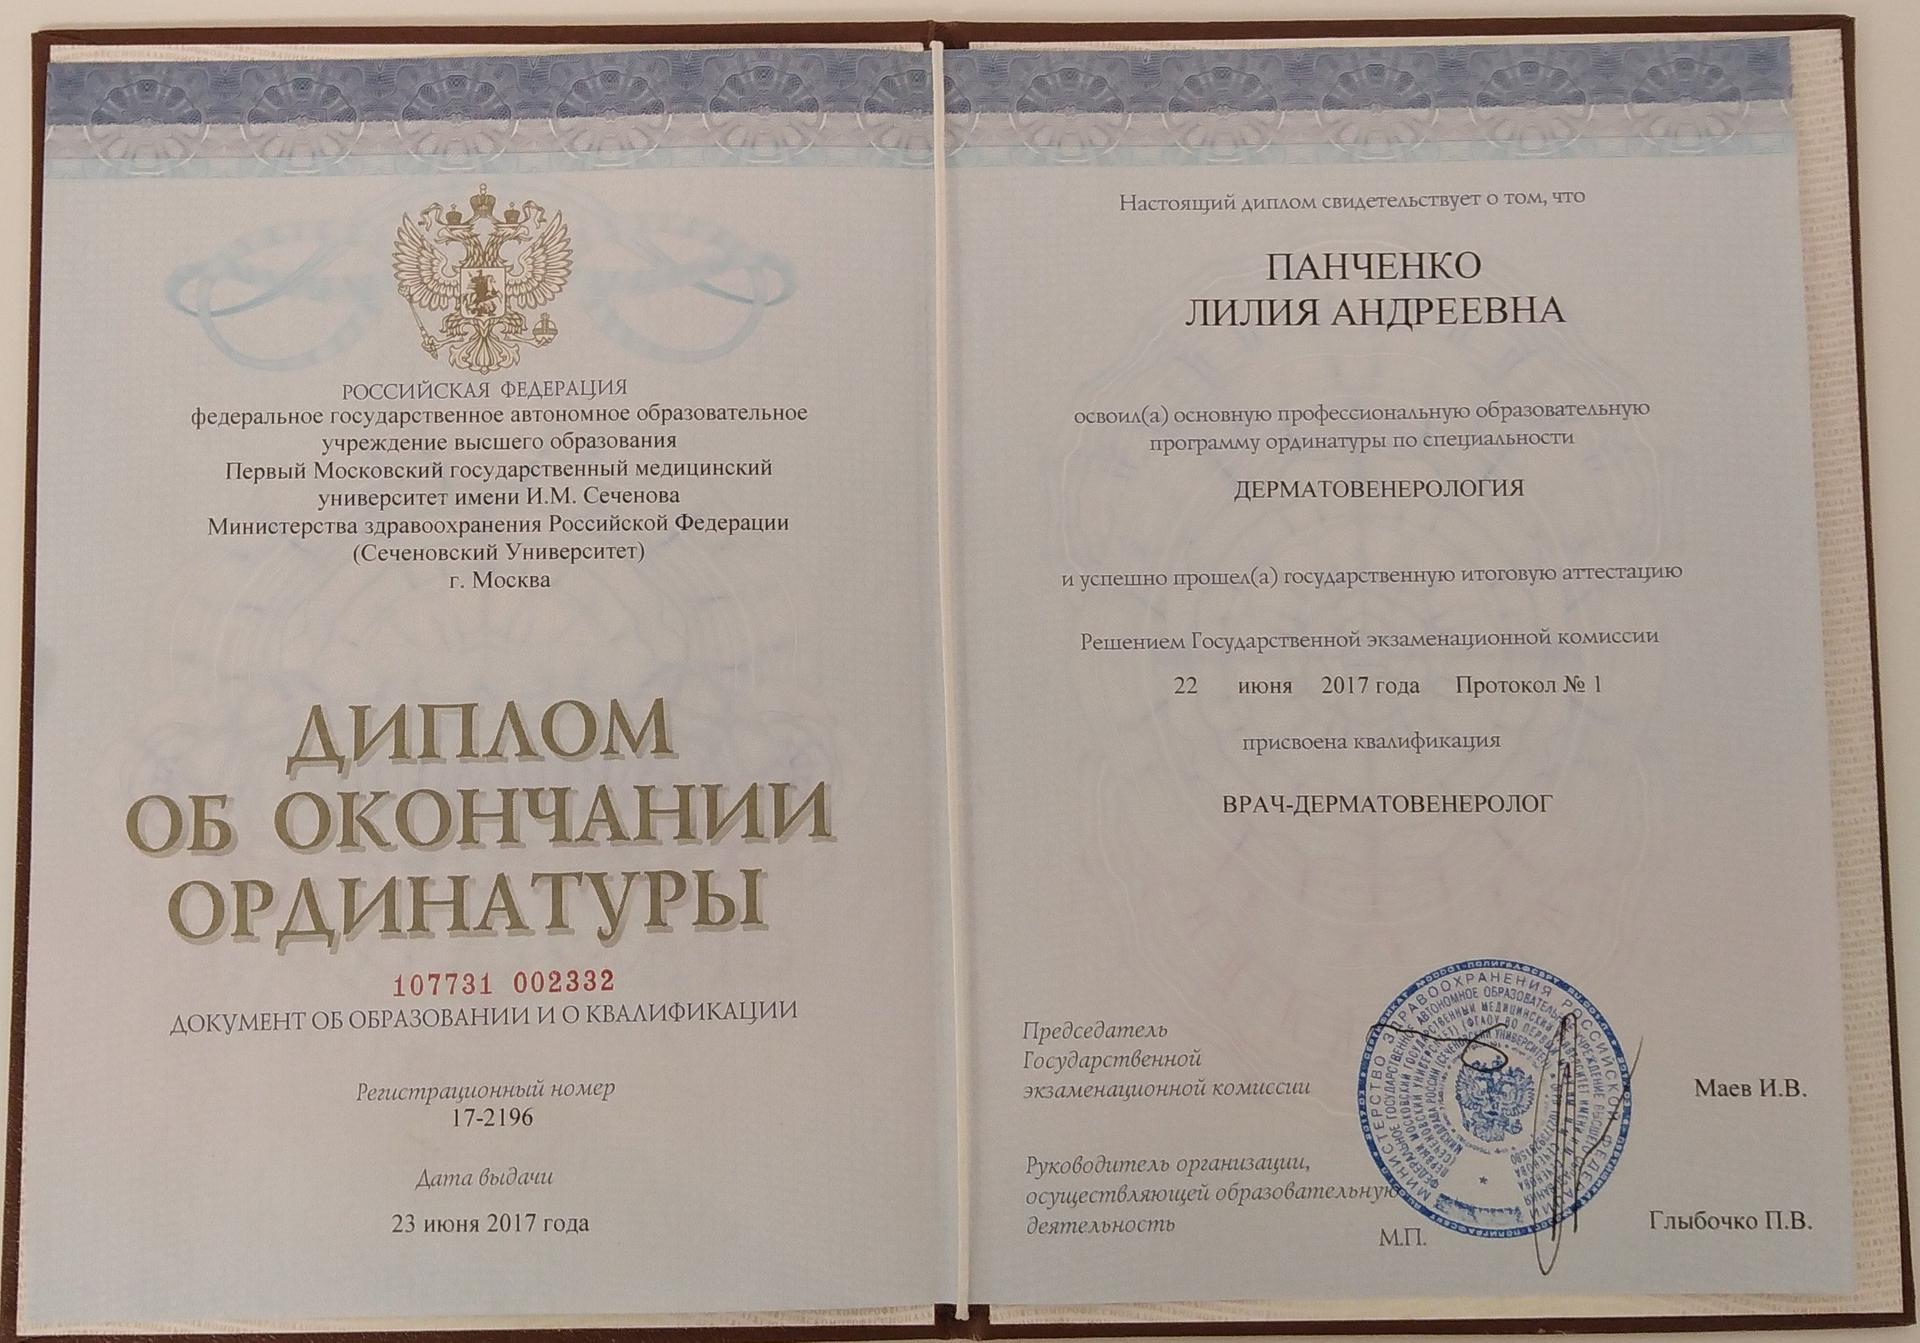 РОССИЙСКАЯ ФЕДЕРАЦИЯ
федеральное государственное автономное образовательное
учреждение высшего образования
Первый Московский государственный медицинский
университет имени И.М. Сеченова
Министерства здравоохранения Российской Федерации
(Сеченовский Университет)
г. Москва
ДИПЛОМ
ОБ ОКОНЧАНИИ
ОРДИНАТУРЫ
107731 002332
ДОКУМЕНТ ОБ ОБРАЗОВАНИИ И О КВАЛИФИКАЦИИ
Регистрационный номер
17-2196
Дата выдачи
23 июня 2017 года
Настоящий диплом свидетельствует о том, что
ПАНЧЕНКО
ЛИЛИЯ АНДРЕЕВНА
освоил(а) основную профессиональную образовательную
программу ординатуры по специальности
ДЕРМАТОВЕНЕРОЛОГИЯ
и успешно прошел(а) государственную итоговую аттестацию
Решением Государственной экзаменационной комиссии
22 июня 2017 года Протокол № 1
присвоена квалификация
ВРАЧ-ДЕРМАТОВЕНЕРОЛОГ
Председатель
Государственной
экзаменационной комиссии
Маев И.В.
Руководитель организации,
осуществляющей образовательную
деятельность
Глыбочко П.В.
М.П.
МИНИСТЕРСТВО ЗДРАВООХРАНЕНИЯ РОССИЙСКОЙ ФЕДЕРАЦИИ